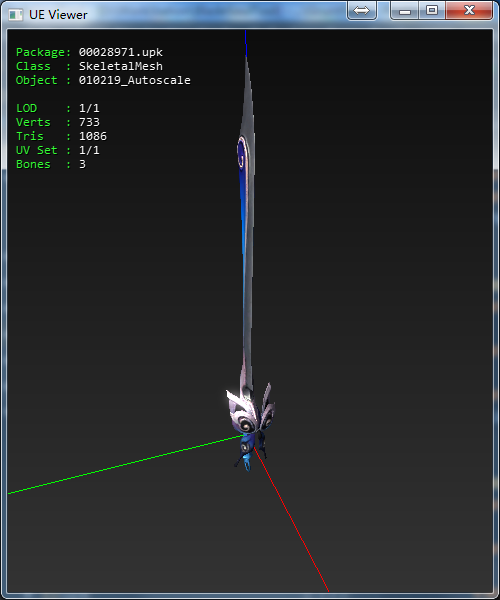 UE Viewer
Package: 00028971.upk
Class : SkeletalMesh
Object : 010219_Autoscale
LOD : 1/1
Verts : 733
Tris : 1086
UV Set : 1/1
Bones : 3